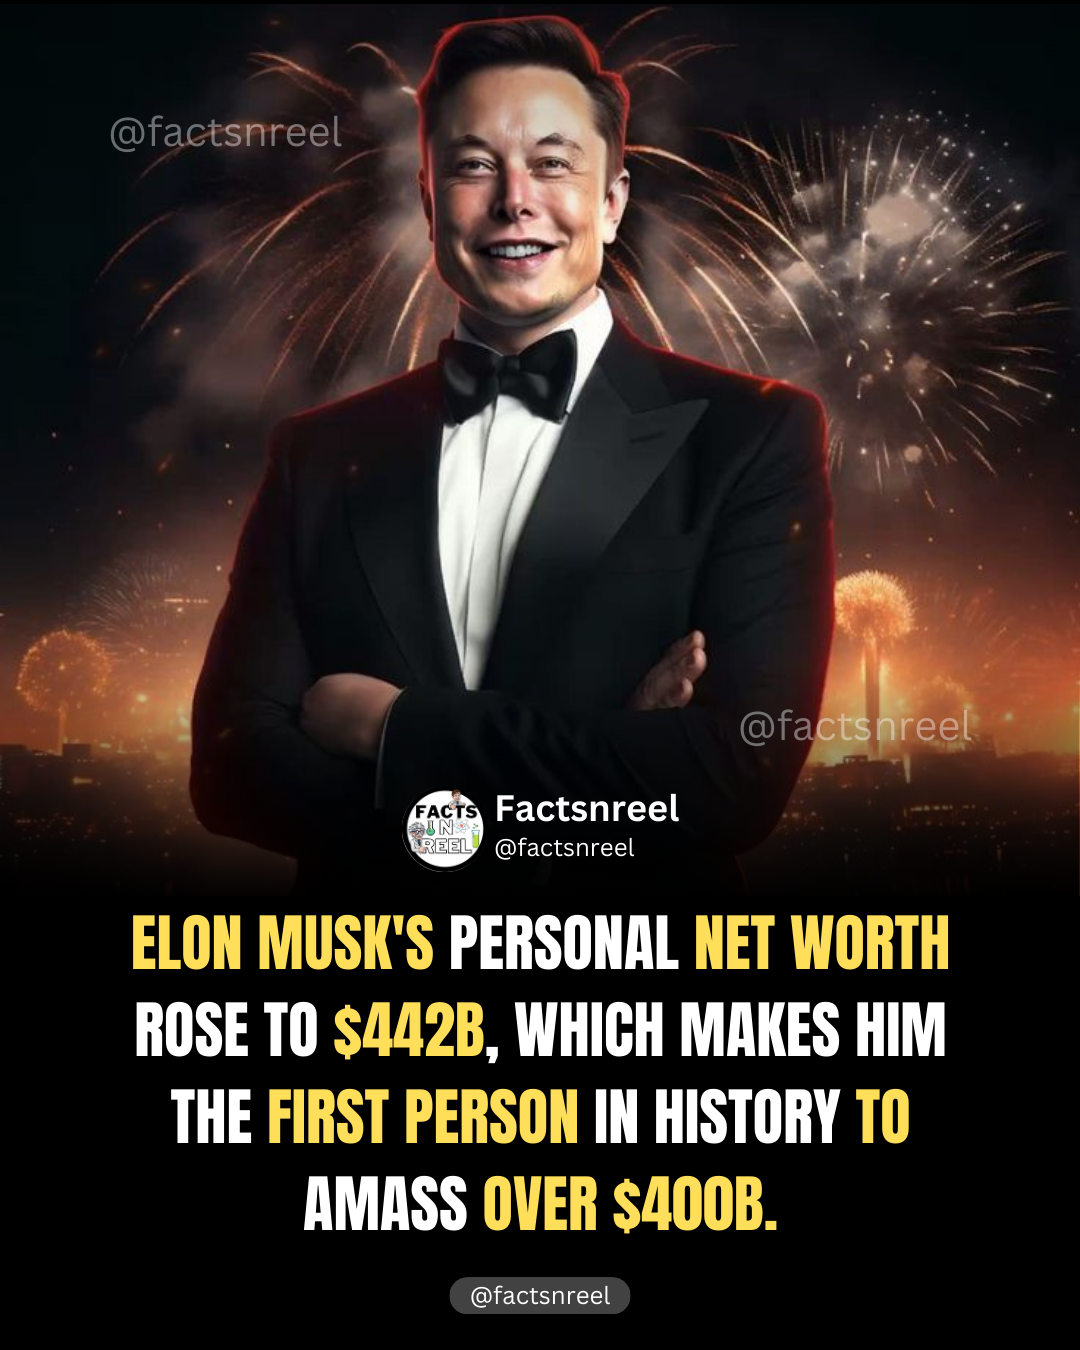 @factsnreel
@factsnreel
FACTS
IN
REEL
Factsnreel
@factsnreel
ELON MUSK'S PERSONAL NET WORTH
ROSE TO $442B, WHICH MAKES HIM
THE FIRST PERSON IN HISTORY TO
AMASS OVER $400B.
@factsnreel